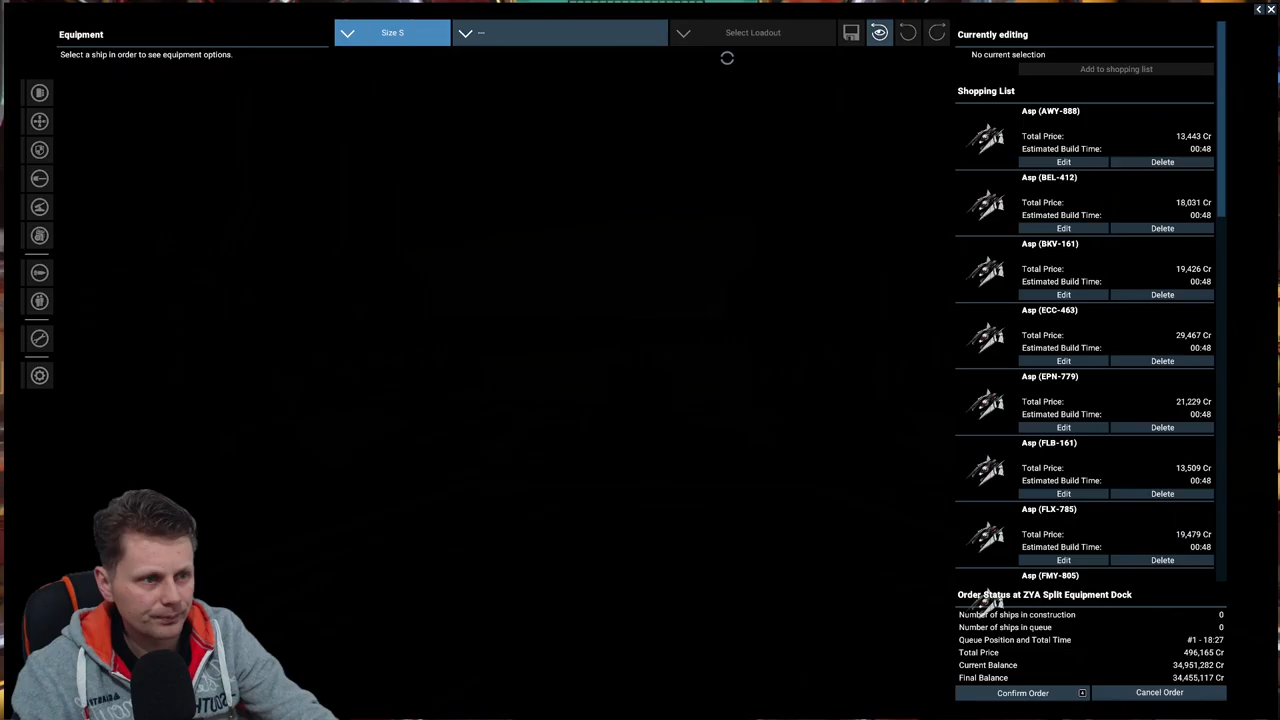 Equipment
Select a ship in order to see equipment options.
Size S
---
Select Loadout
Currently editing
No current selection
Add to shopping list
Shopping List
Asp (AWY-888)
Total Price: 13,443 Cr
Estimated Build Time: 00:48
Edit Delete
Asp (BEL-412)
Total Price: 18,031 Cr
Estimated Build Time: 00:48
Edit Delete
Asp (BKV-161)
Total Price: 19,426 Cr
Estimated Build Time: 00:48
Edit Delete
Asp (ECC-463)
Total Price: 29,467 Cr
Estimated Build Time: 00:48
Edit Delete
Asp (EPN-779)
Total Price: 21,229 Cr
Estimated Build Time: 00:48
Edit Delete
Asp (FLB-161)
Total Price: 13,509 Cr
Estimated Build Time: 00:48
Edit Delete
Asp (FLX-785)
Total Price: 19,479 Cr
Estimated Build Time: 00:48
Edit Delete
Asp (FMY-805)
Order Status at ZYA Split Equipment Dock
Number of ships in construction 0
Number of ships in queue 0
Queue Position and Total Time #1 - 18:27
Total Price 496,165 Cr
Current Balance 34,951,282 Cr
Final Balance 34,455,117 Cr
Confirm Order Cancel Order